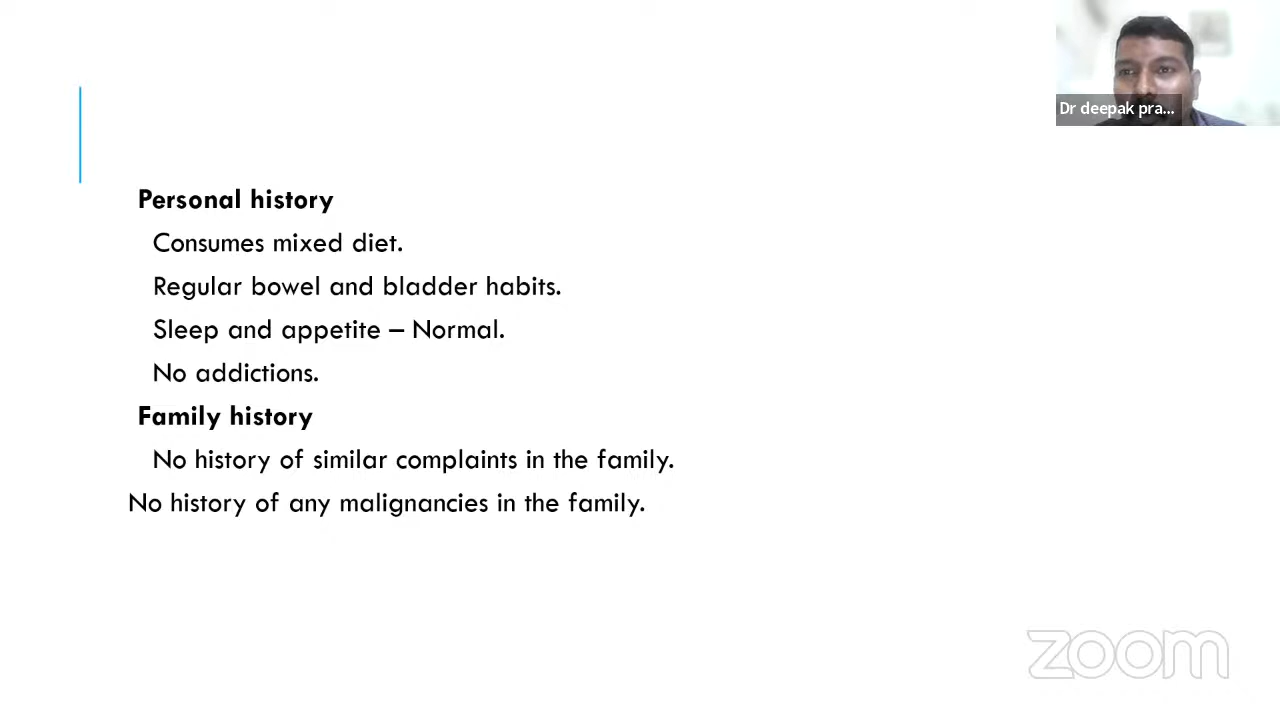 Dr deepak pra...
Personal history
Consumes mixed diet.
Regular bowel and bladder habits.
Sleep and appetite – Normal.
No addictions.
Family history
No history of similar complaints in the family.
No history of any malignancies in the family.
zoom